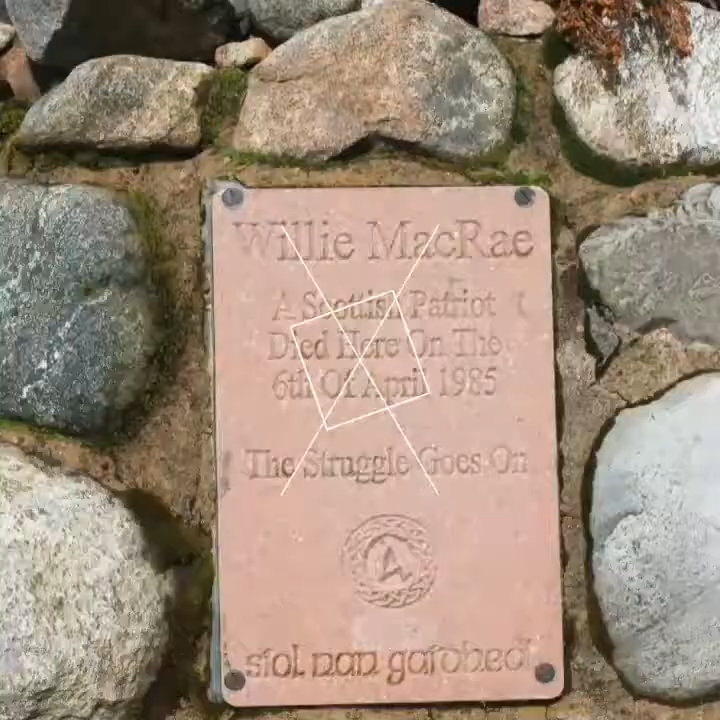 Willie MacRae
A Scottish Patriot
Died Here On The
6th Of April 1985
The Struggle Goes On
siol nan gaidheal